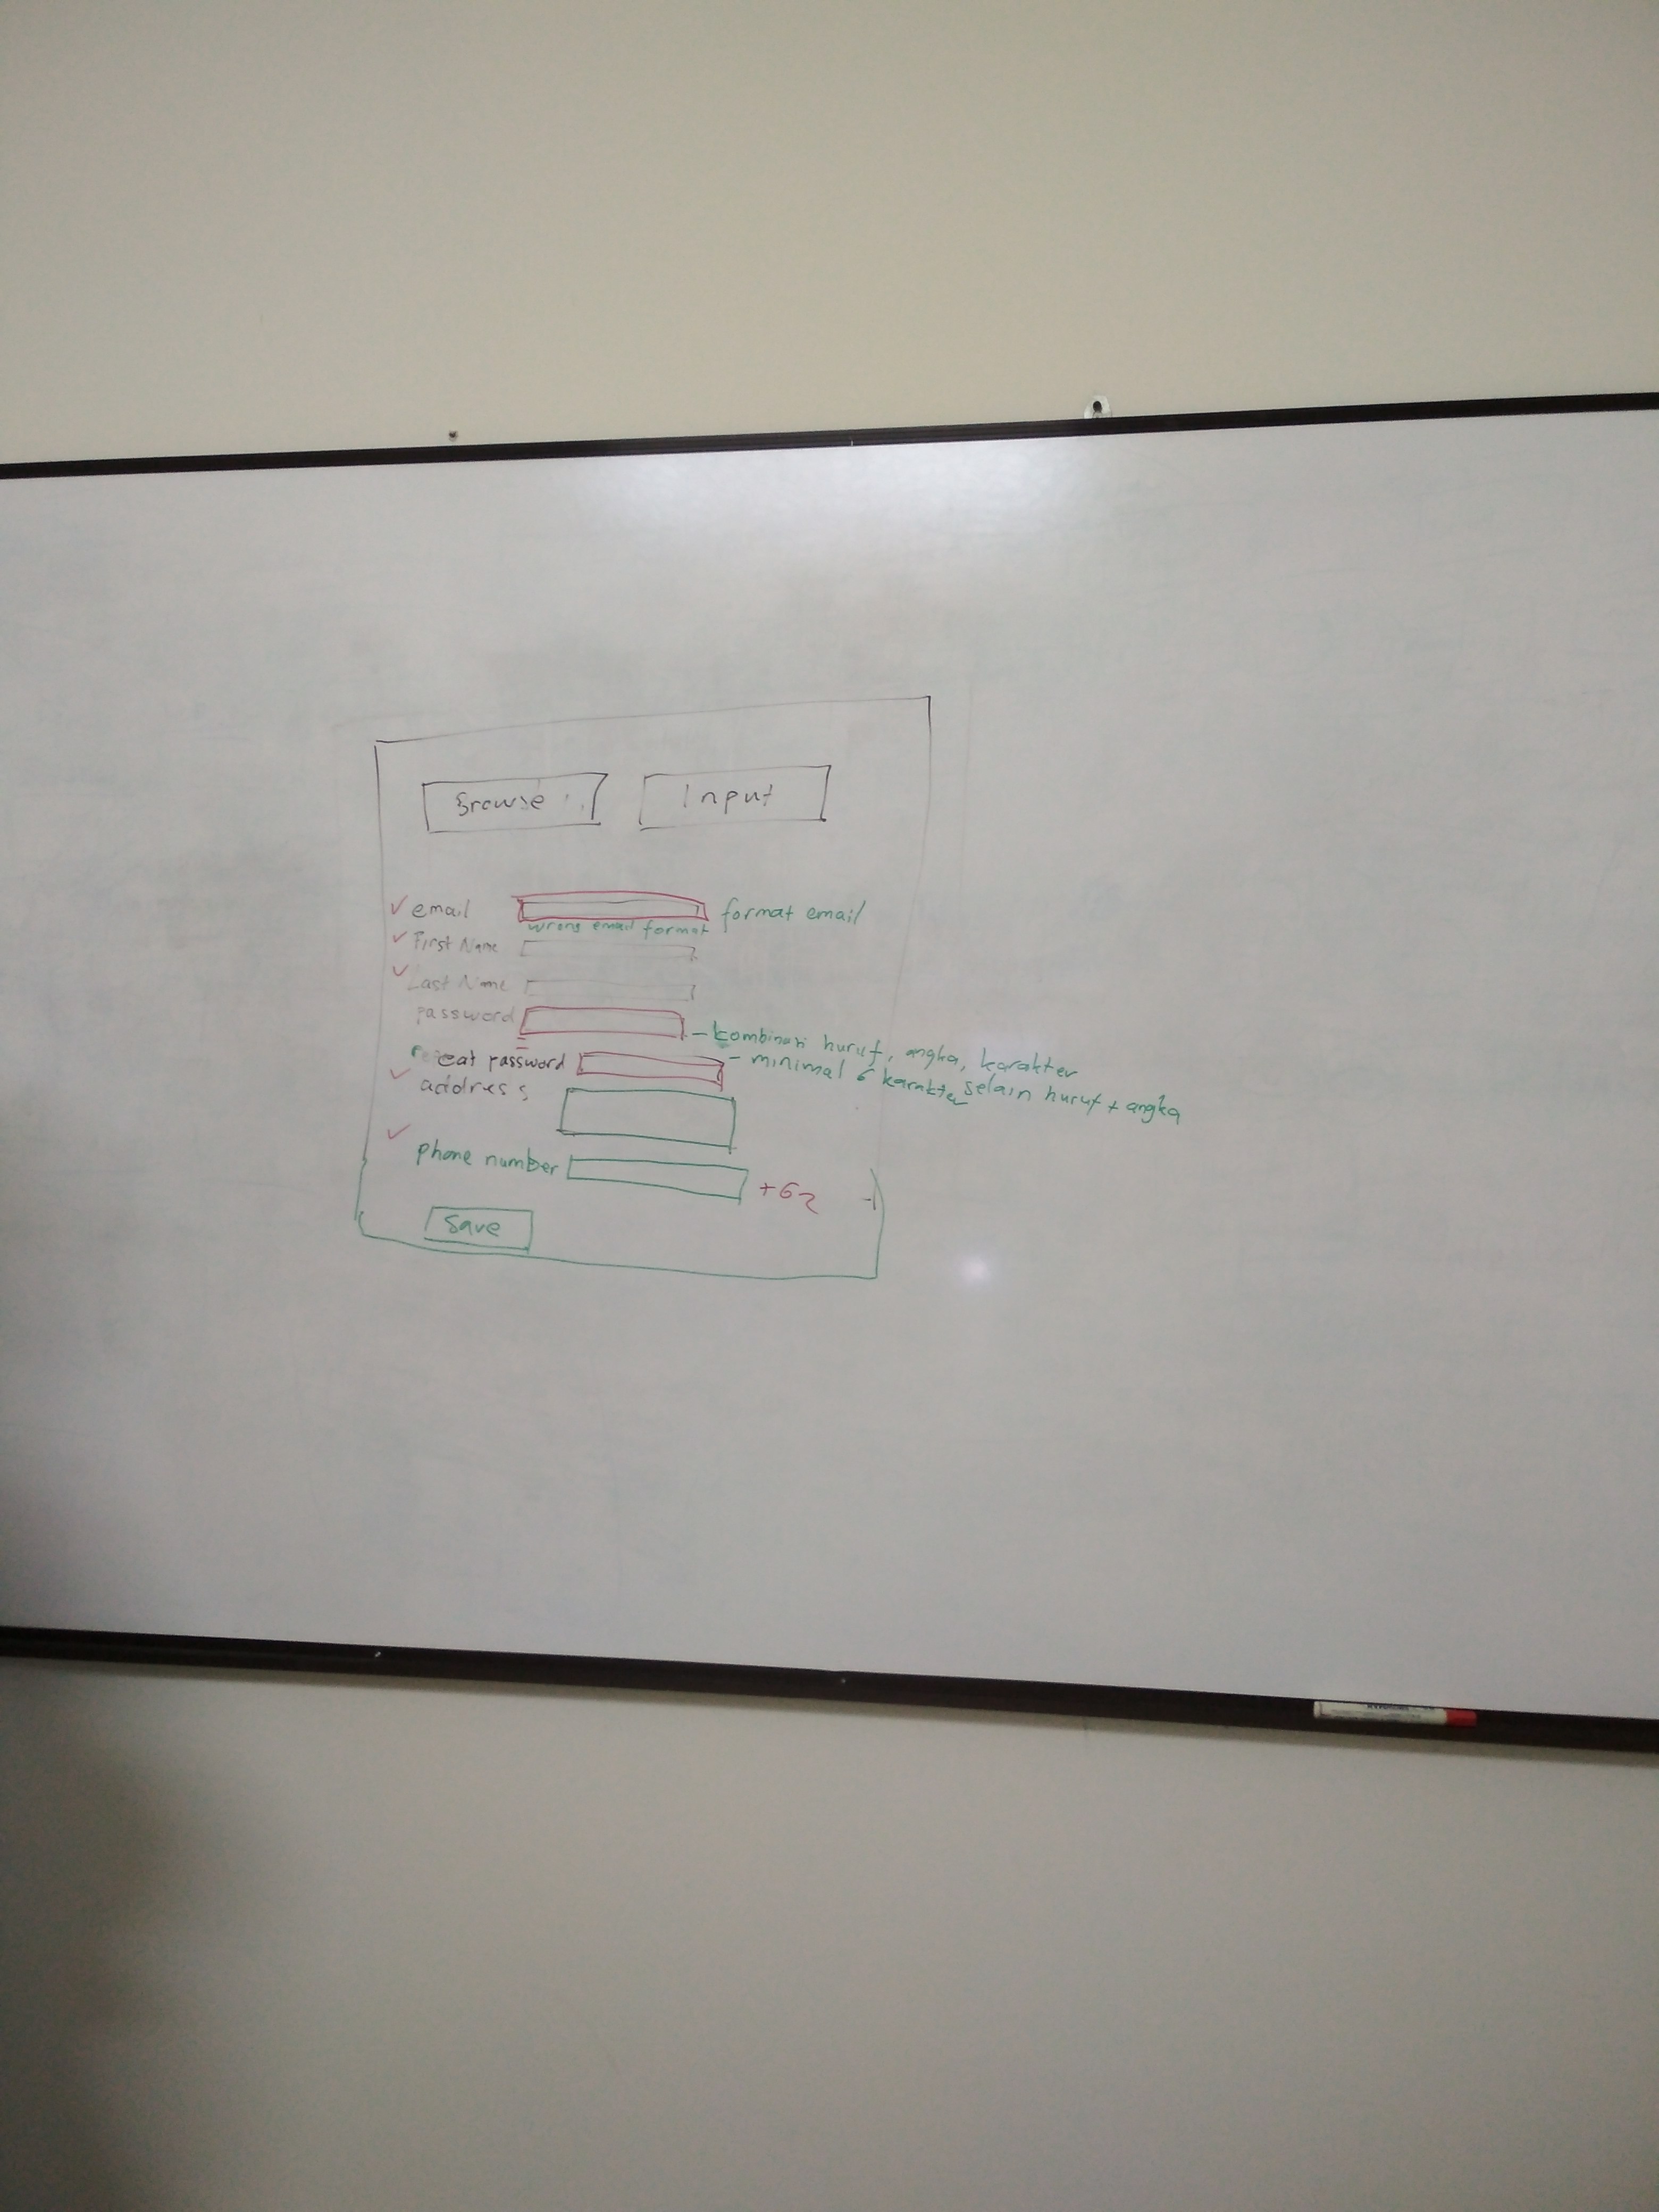 Browse
Input
✓ email format email
wrong email format
✓ First Name
✓ Last Name
password
- kombinasi huruf, angka, karakter
selain huruf + angka
repeat password - minimal 6 karakter
✓ address
✓ phone number +62
Save